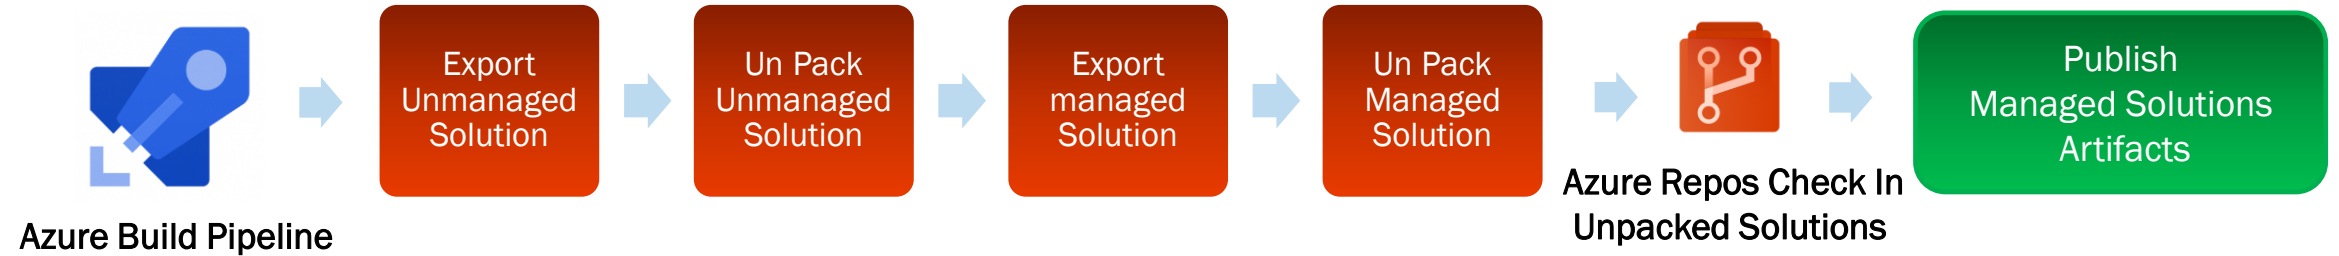 Azure Build Pipeline
Export
Unmanaged
Solution
Un Pack
Unmanaged
Solution
Export
managed
Solution
Un Pack
Managed
Solution
Azure Repos Check In
Unpacked Solutions
Publish
Managed Solutions
Artifacts